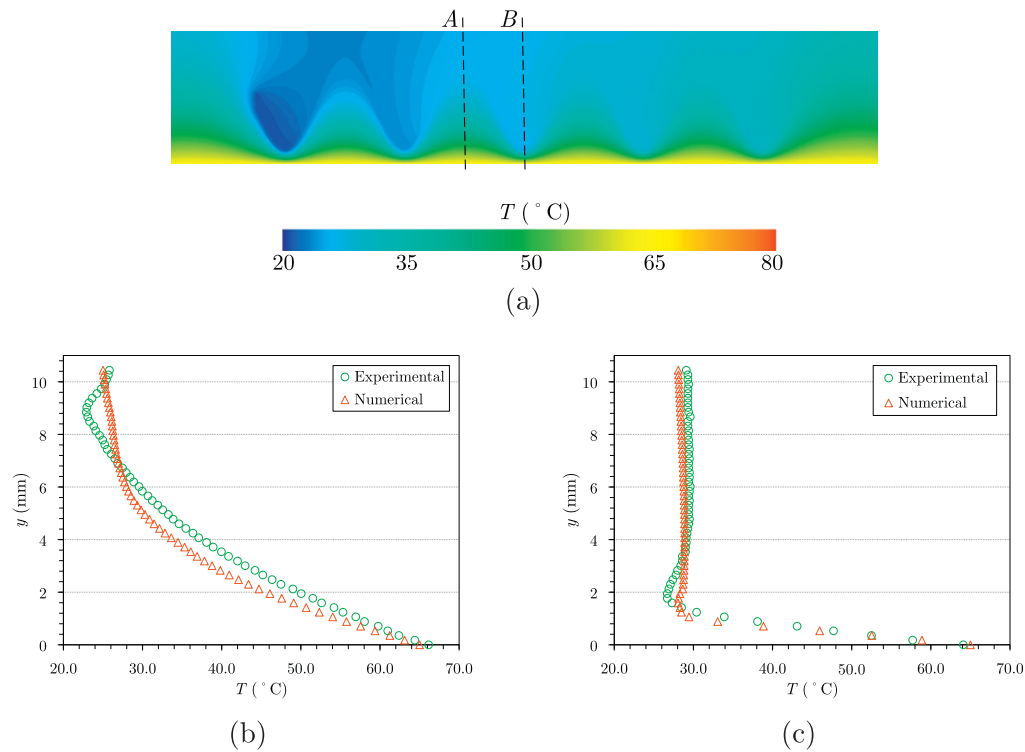 A B
T ( °C)
20 35 50 65 80
(a)
10
8
6
4
2
0
y (mm)
Experimental
Numerical
20.0 30.0 40.0 50.0 60.0 70.0
T ( °C)
(b)
10
8
6
4
2
0
y (mm)
Experimental
Numerical
20.0 30.0 40.0 50.0 60.0 70.0
T ( °C)
(c)